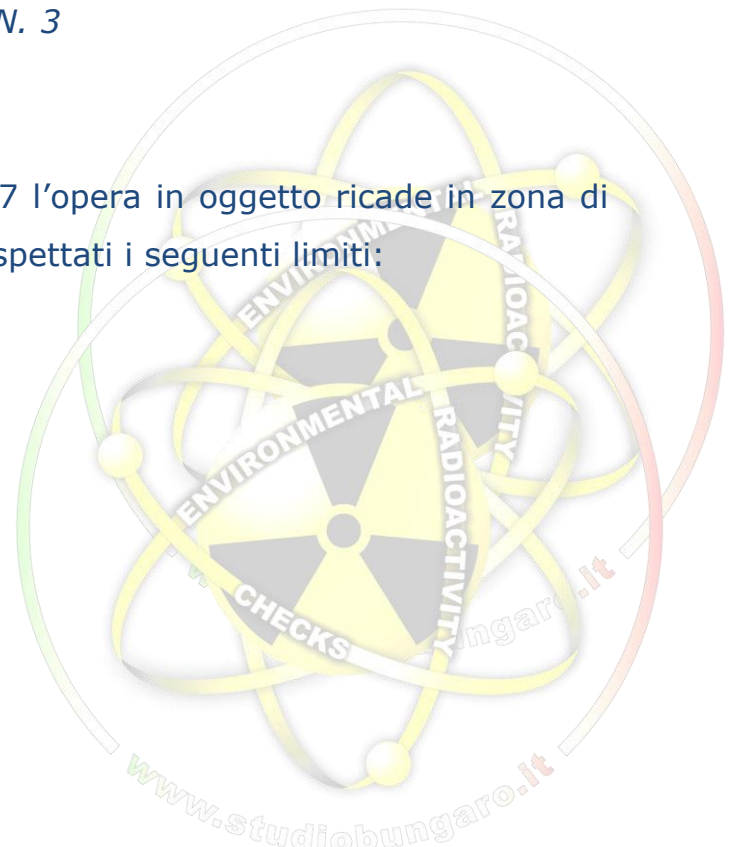 N. 3
7 l’opera in oggetto ricade in zona di
spettati i seguenti limiti:
ENVIRONMENTAL RADIOACTIVITY
ENVIRONMENTAL RADIOACTIVITY
CHECKS
www.studiobungaro.it